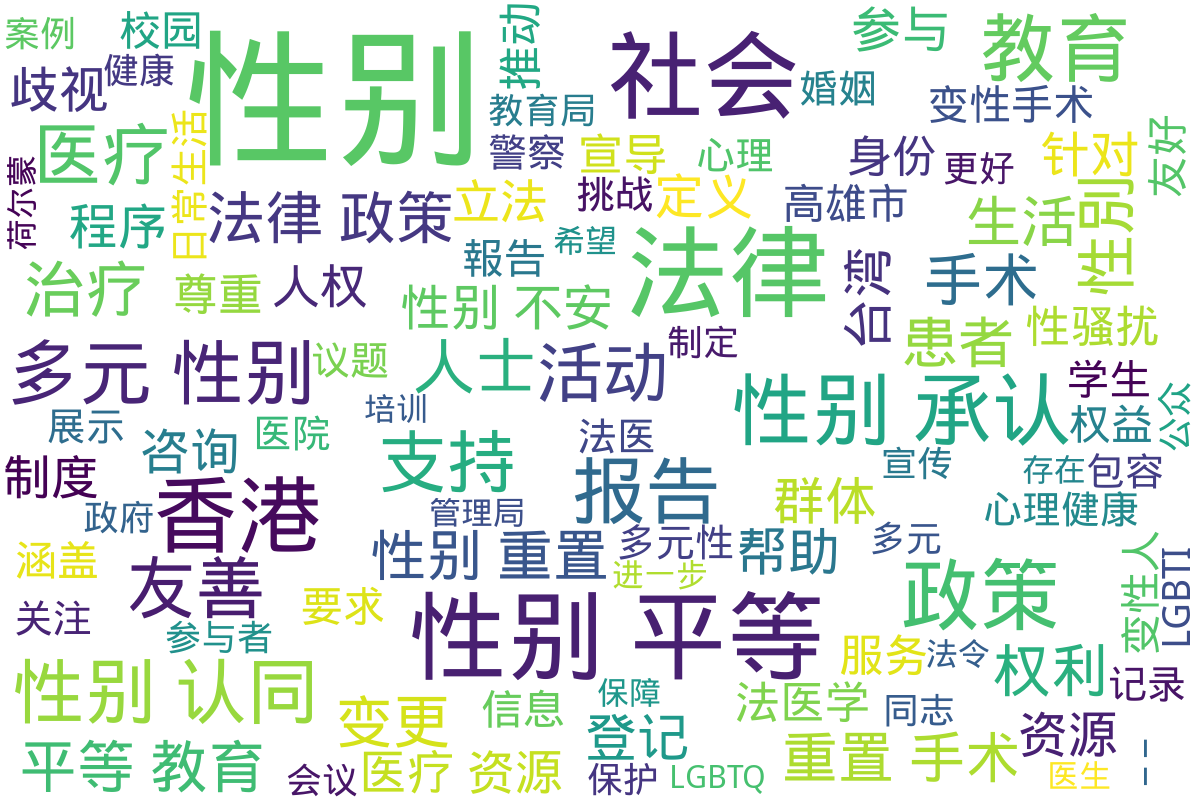 案例
校园
歧视
健康
性别
推动
社会
参与
教育
教育局
婚姻
变性手术
医疗
日常生活
警察
宣导
心理
身份
更好
针对
友好
荷尔蒙
程序
法律 政策
立法
挑战
定义
高雄市
生活
性别
治疗
尊重
人权
報告
希望
法律
台湾
手术
性别 不安
制定
患者
性骚扰
多元 性别
议题
人士
活动
性别 承认
学生
公众
展示
咨询
医院
培训
支持
法医
权益
制度
香港
报告
宣传
存在
包容
政府
管理局
群体
心理健康
涵盖
友善
性别 重置
多元性
帮助
多元
进一步
关注
要求
性别 平等
政策
变性人
LGBTI
参与者
服务
法令
权利
记录
性别 认同
变更
信息
保障
法医学
同志
资源
平等 教育
登记
重置 手术
会议
医疗 资源
保护
LGBTQ
医生
- -